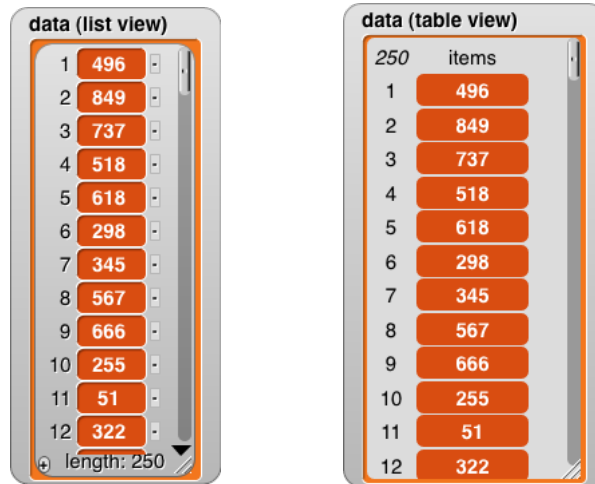 data (list view)
1 496 -
2 849 -
3 737 -
4 518 -
5 618 -
6 298 -
7 345 -
8 567 -
9 666 -
10 255 -
11 51 -
12 322 -
+ length: 250
data (table view)
250 items
1 496
2 849
3 737
4 518
5 618
6 298
7 345
8 567
9 666
10 255
11 51
12 322